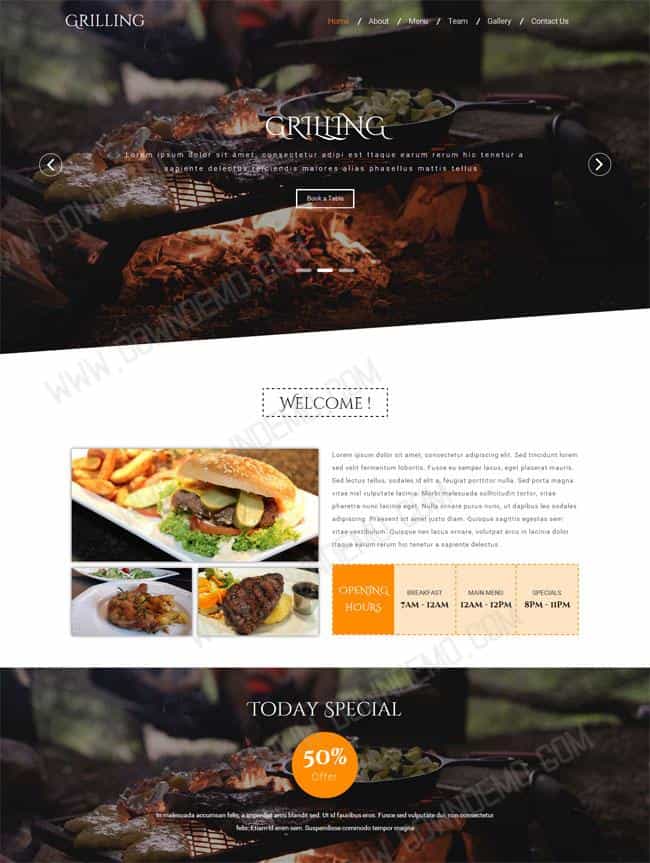 GRILLING
Home / About / Menu / Team / Gallery / Contact Us
GRILLING
Lorem ipsum dolor sit amet, consectetur adipi est Itaque earum rerum hic tenetur a
sapiente delectus reiciendis maiores alias phasellus mattis tellus
Book a Table
WELCOME !
Lorem ipsum dolor sit amet, consectetur adipiscing elit. Sed tincidunt lorem
sed velit fermentum lobortis. Fusce eu semper lacus, eget placerat mauris.
Sed lectus tellus, sodales id elit a, feugiat porttitor nulla. Sed porta magna
vitae nisl vulputate lacinia. Morbi malesuada sollicitudin tortor, vitae
pharetra nunc lacinia eget. Nulla ornare purus nunc, ut dapibus leo sodales
adipiscing. Praesent sit amet justo diam. Quisque sagittis egestas sem
vitae vestibulum. Quisque nec lacus ornare, volutpat arcu in lacinia dolor
Itaque earum rerum hic tenetur a sapiente delectus
OPENING
HOURS
BREAKFAST
7AM - 12AM
MAIN MENU
12AM - 12PM
SPECIALS
8PM - 11PM
TODAY SPECIAL
50%
Offer
In malesuada accumsan felis, a imperdiet arcu blandit sed. Ut id faucibus eros. Fusce sed vulputate dui, non consectetur
felis. Etiam id enim sem. Suspendisse commodo tempor magna
WWW.DOWNDEMO.COM